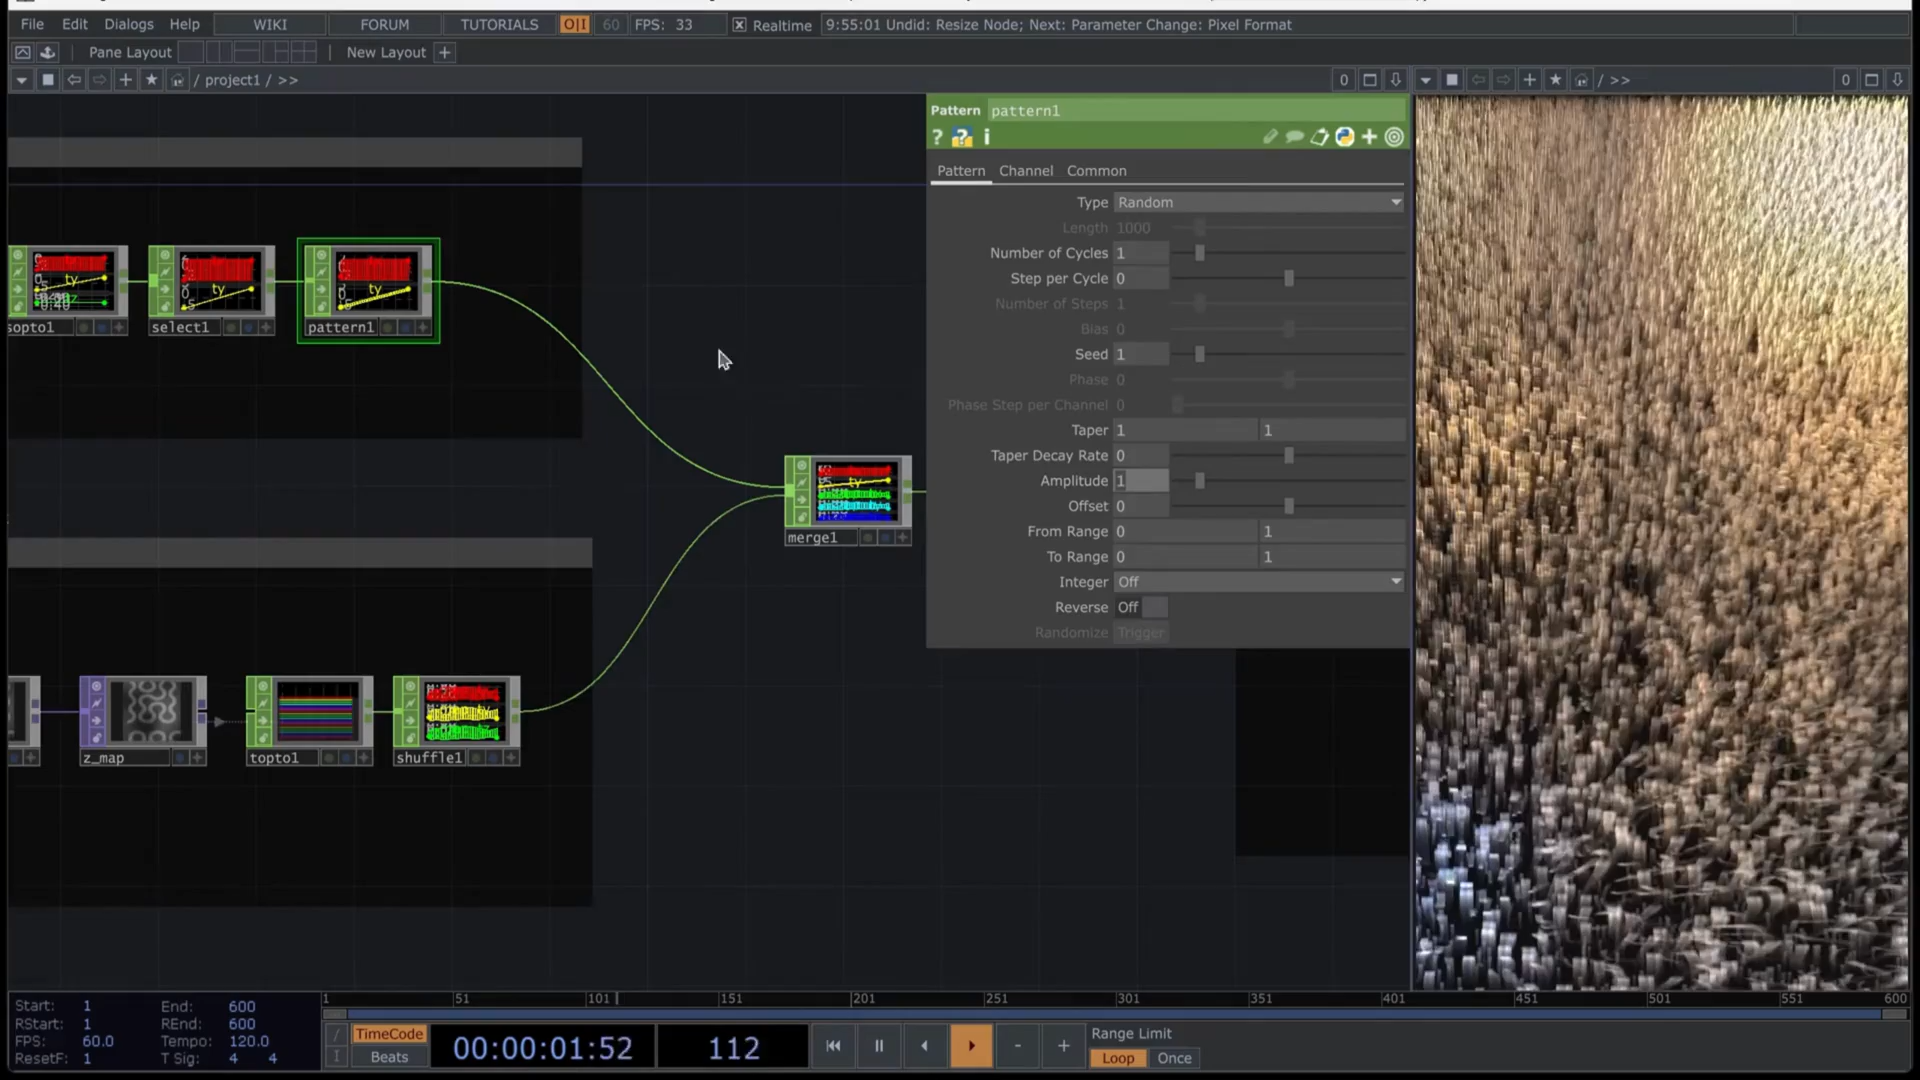 File Edit Dialogs Help WIKI FORUM TUTORIALS O|I 60 FPS: 33 Realtime 9:55:01 Undid: Resize Node; Next: Parameter Change: Pixel Format
Pane Layout New Layout +
/ project1 / >> 0 / >> 0
Pattern pattern1
? ? i
Pattern Channel Common
Type Random
Length 1000
Number of Cycles 1
Step per Cycle 0
Number of Steps 1
Bias 0
Seed 1
Phase 0
Phase Step per Channel 0
Taper 1 1
Taper Decay Rate 0
Amplitude 1
Offset 0
From Range 0 1
To Range 0 1
Integer Off
Reverse Off
Randomize Trigger
ty
ty
ty
sopto1 select1 pattern1
ty
merge1
z_map topto1 shuffle1
1 51 101 151 201 251 301 351 401 451 501 551 600
Start: 1 End: 600
RStart: 1 REnd: 600
FPS: 60.0 Tempo: 120.0
ResetF: 1 T Sig: 4 4
TimeCode
Beats
00:00:01:52 112
Range Limit
Loop Once